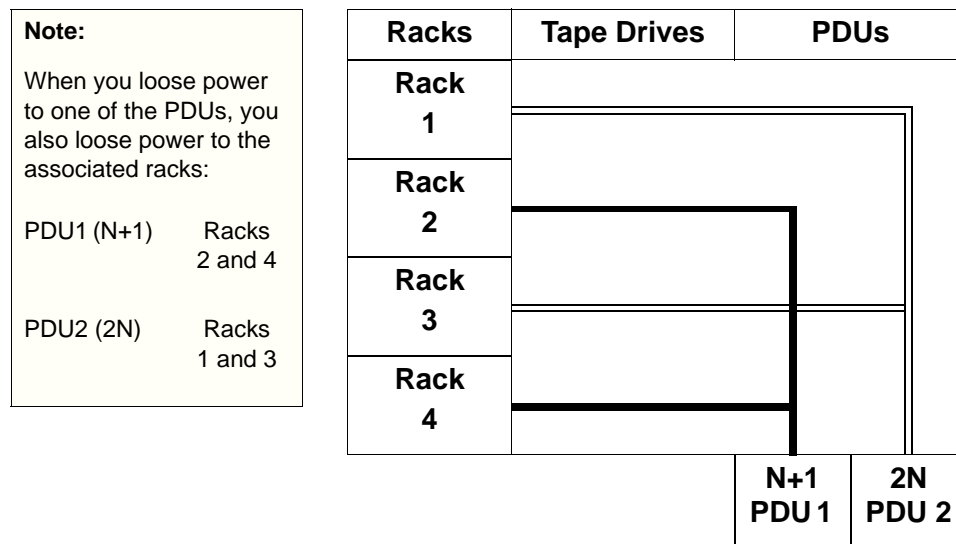 Note:
When you loose power
to one of the PDUs, you
also loose power to the
associated racks:
PDU1 (N+1) Racks
2 and 4
PDU2 (2N) Racks
1 and 3
Racks Tape Drives PDUs
Rack
1
Rack
2
Rack
3
Rack
4
N+1 2N
PDU 1 PDU 2